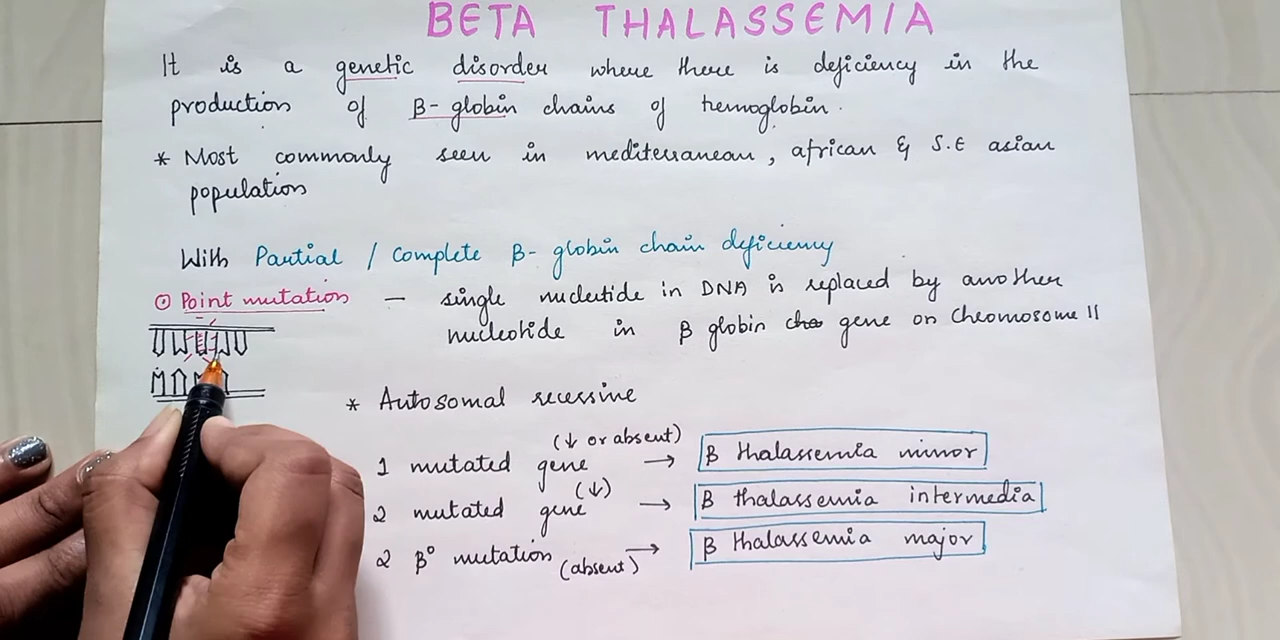 BETA THALASSEMIA
It is a genetic disorder where there is deficiency in the
production of β-globin chains of hemoglobin.
* Most commonly seen in mediterranean, african & S.E asian
population
With Partial / Complete β-globin chain deficiency
⊙ Point mutation — single nucleutide in DNA is replaced by another
nucleotide in β globin cho gene on Chromosome 11
* Autosomal recessive
(↓ or absent)
1 mutated gene → β thalassemia minor
(↓)
2 mutated gene → β thalassemia intermedia
2 β° mutation (absent) → β thalassemia major